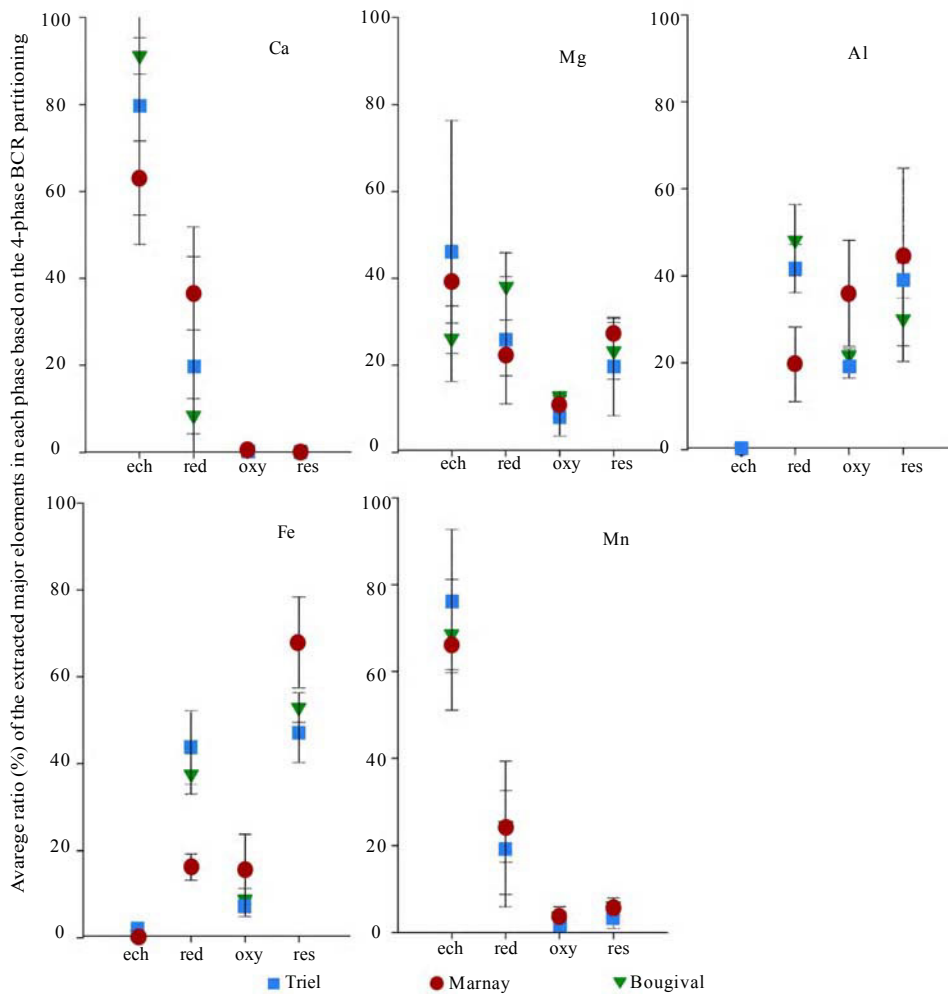 Avarege ratio (%) of the extracted major eloements in each phase based on the 4-phase BCR partitioning
100
80
60
40
20
0
Ca
ech red oxy res
100
80
60
40
20
0
Mg
ech red oxy res
100
80
60
40
20
0
Al
ech red oxy res
100
80
60
40
20
0
Fe
ech red oxy res
100
80
60
40
20
0
Mn
ech red oxy res
Triel Marnay Bougival